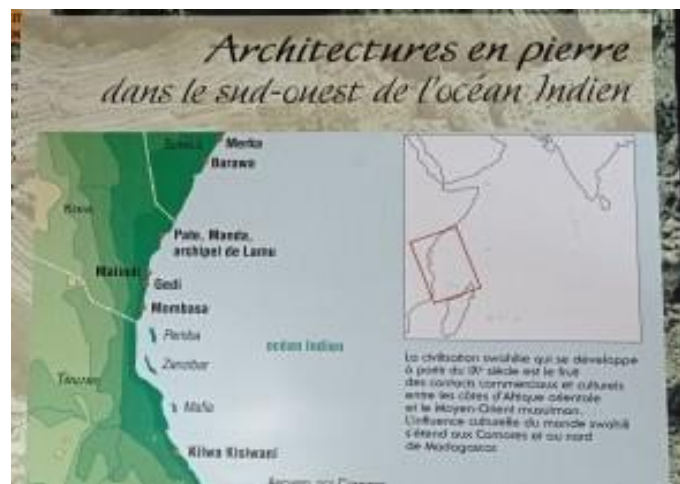 Architectures en pierre
dans le sud-ouest de l'océan Indien
Merka
Barawa
Pate, Manda,
archipel de Lamu
Malindi
Gedi
Mombasa
Pemba
océan Indien
Zanzibar
Mafia
Kilwa Kisiwani
La civilisation swahilie qui se développe
à partir du IXe siècle est le fruit
des contacts commerciaux et culturels
entre les côtes d'Afrique orientale
et le Moyen-Orient musulman.
L'influence culturelle du monde swahili
s'étend aux Comores et au nord
de Madagascar.